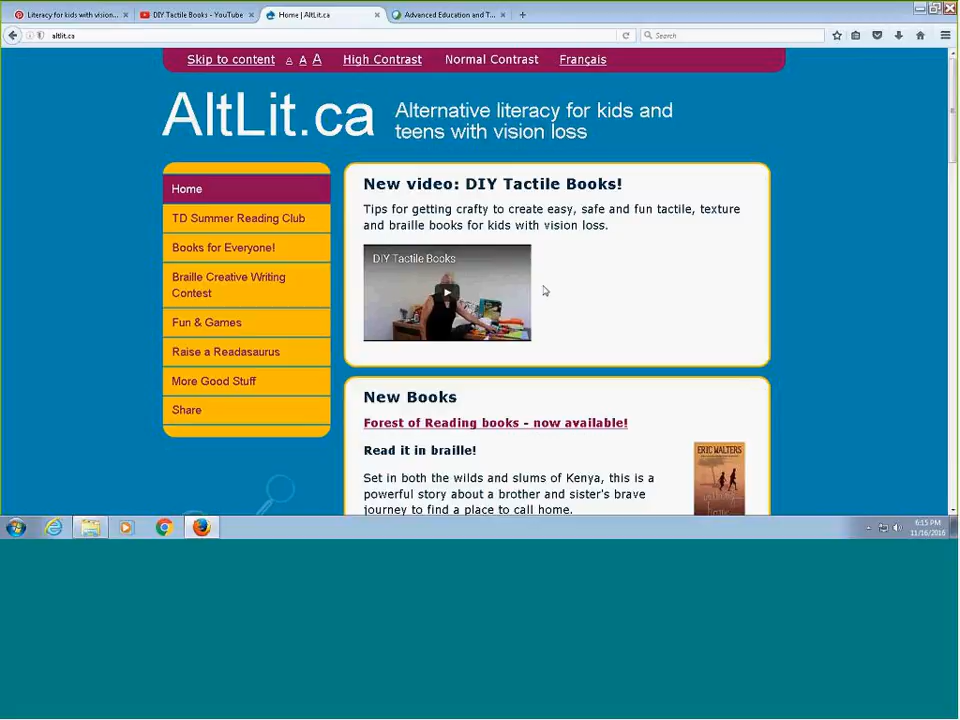 Literacy for kids with vision...
DIY Tactile Books - YouTube
Home | AltLit.ca
Advanced Education and T...
altlit.ca
Search
Skip to content A A A High Contrast Normal Contrast Français
AltLit.ca
Alternative literacy for kids and
teens with vision loss
Home
TD Summer Reading Club
Books for Everyone!
Braille Creative Writing
Contest
Fun & Games
Raise a Readasaurus
More Good Stuff
Share
New video: DIY Tactile Books!
Tips for getting crafty to create easy, safe and fun tactile, texture
and braille books for kids with vision loss.
DIY Tactile Books
New Books
Forest of Reading books - now available!
Read it in braille!
Set in both the wilds and slums of Kenya, this is a
powerful story about a brother and sister's brave
journey to find a place to call home.
ERIC WALTERS
walking
home
6:15 PM
11/16/2016